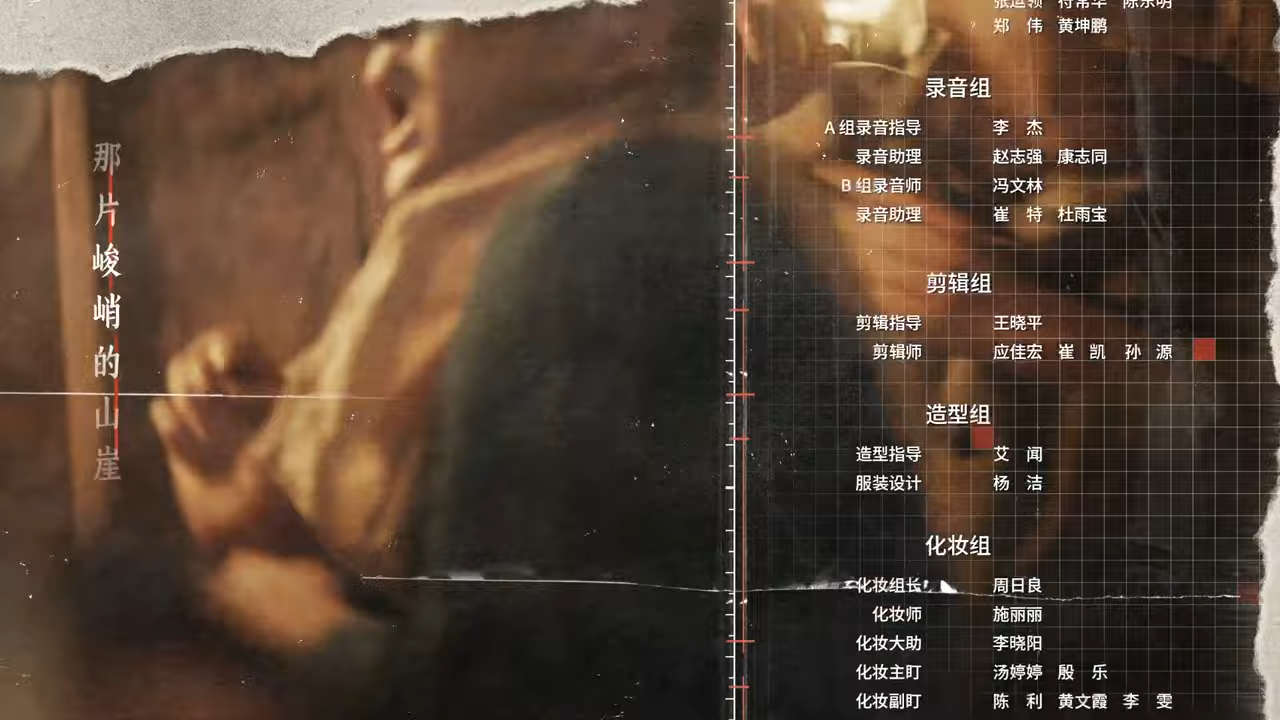 那片峻峭的山崖
郑　伟　黄坤鹏
录音组
A 组录音指导　李　杰
录音助理　赵志强　康志同
B 组录音师　冯文林
录音助理　崔　特　杜雨宝
剪辑组
剪辑指导　王晓平
剪辑师　应佳宏　崔　凯　孙　源
造型组
造型指导　艾　闻
服装设计　杨　洁
化妆组
化妆组长　周日良
化妆师　施丽丽
化妆大助　李晓阳
化妆主盯　汤婷婷　殷　乐
化妆副盯　陈　利　黄文霞　李　雯